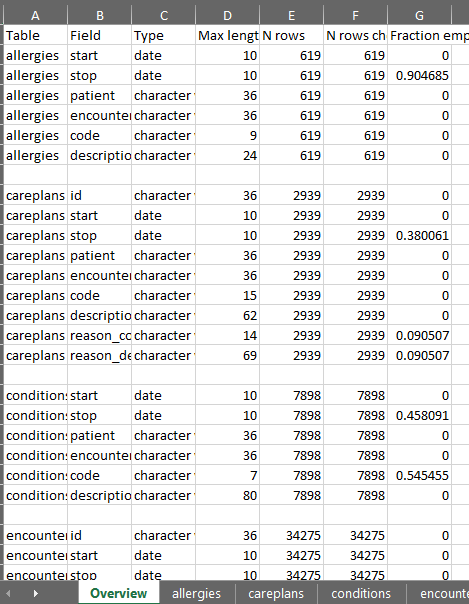 A B C D E F G
Table Field Type Max lengt N rows N rows ch Fraction emp
allergies start date 10 619 619 0
allergies stop date 10 619 619 0.904685
allergies patient character 36 619 619 0
allergies encounte character 36 619 619 0
allergies code character 9 619 619 0
allergies descriptio character 24 619 619 0
careplans id character 36 2939 2939 0
careplans start date 10 2939 2939 0
careplans stop date 10 2939 2939 0.380061
careplans patient character 36 2939 2939 0
careplans encounte character 36 2939 2939 0
careplans code character 15 2939 2939 0
careplans descriptio character 62 2939 2939 0
careplans reason_co character 14 2939 2939 0.090507
careplans reason_de character 69 2939 2939 0.090507
conditions start date 10 7898 7898 0
conditions stop date 10 7898 7898 0.458091
conditions patient character 36 7898 7898 0
conditions encounte character 36 7898 7898 0
conditions code character 7 7898 7898 0.545455
conditions descriptio character 80 7898 7898 0
encounte id character 36 34275 34275 0
encounte start date 10 34275 34275 0
encounte stop date 10 34275 34275 0
Overview allergies careplans conditions encounte